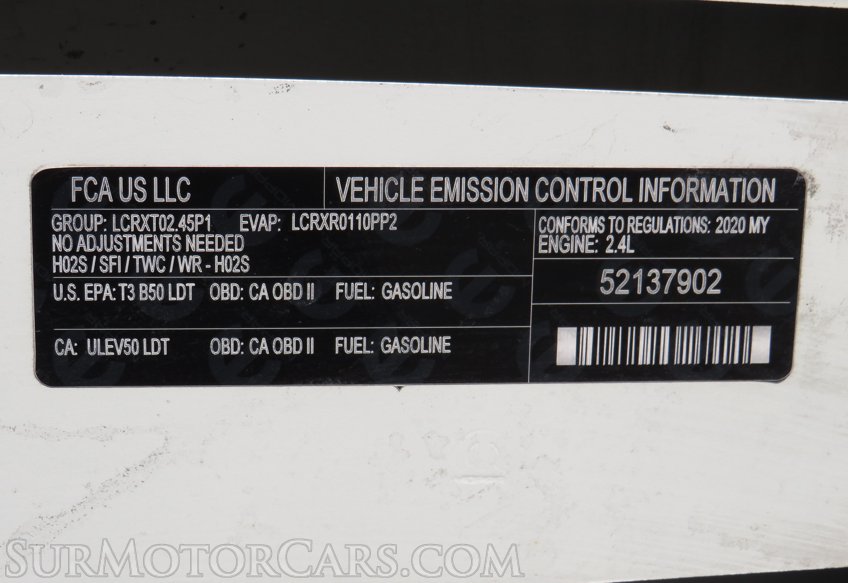 FCA US LLC
VEHICLE EMISSION CONTROL INFORMATION
GROUP: LCRXT02.45P1 EVAP: LCRXR0110PP2
NO ADJUSTMENTS NEEDED
H02S / SFI / TWC / WR - H02S
CONFORMS TO REGULATIONS: 2020 MY
ENGINE: 2.4L
52137902
U.S. EPA: T3 B50 LDT OBD: CA OBD II FUEL: GASOLINE
CA: ULEV50 LDT OBD: CA OBD II FUEL: GASOLINE
SURMOTORCARS.COM